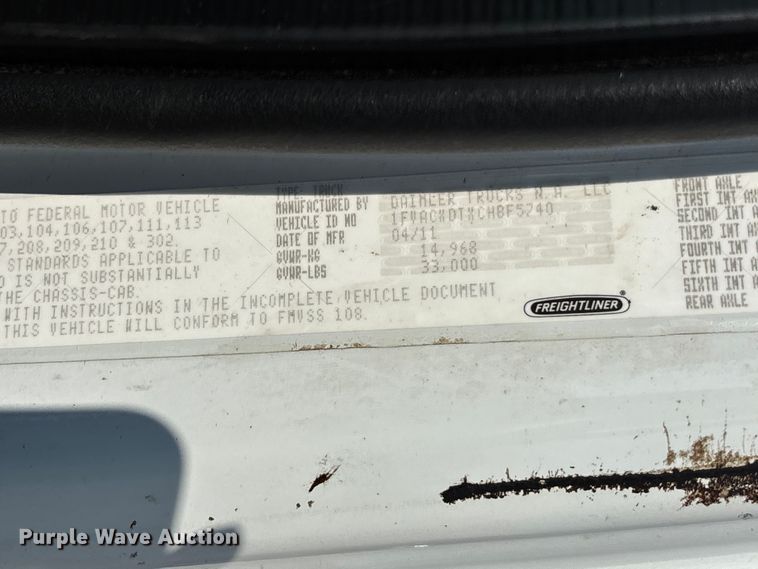 TO FEDERAL MOTOR VEHICLE
03,104,106,107,111,113
7,208,209,210 & 302.
STANDARDS APPLICABLE TO
D IS NOT SUBSTANTIALLY
THE CHASSIS-CAB.
WITH INSTRUCTIONS IN THE INCOMPLETE VEHICLE DOCUMENT,
THIS VEHICLE WILL CONFORM TO FMVSS 108.
TYPE: TRUCK
MANUFACTURED BY DAIMLER TRUCKS N.A. LLC
VEHICLE ID NO 1FVACXDTXCHBF5240
DATE OF MFR 04/11
GVWR-KG 14,968
GVWR-LBS 33,000
FREIGHTLINER®
FRONT AXLE
FIRST INT A
SECOND INT A
THIRD INT A
FOURTH INT A
FIFTH INT A
SIXTH INT A
REAR AXLE
Purple Wave Auction